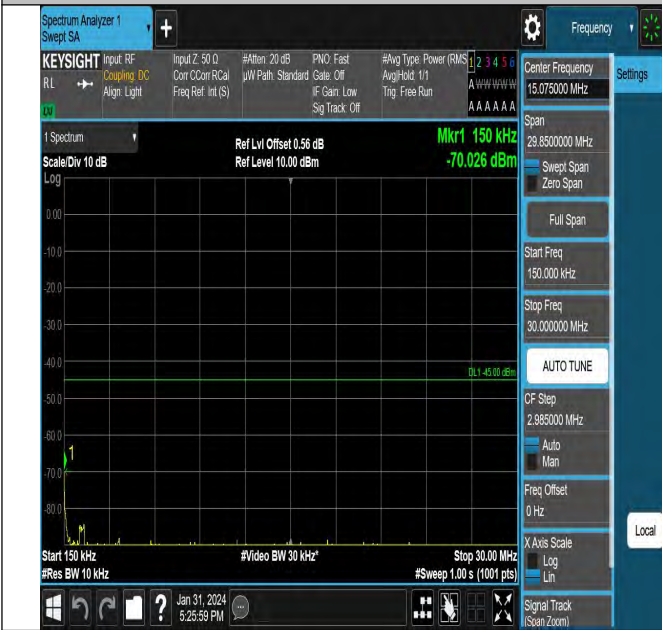 Spectrum Analyzer 1
Swept SA
+
Frequency
KEYSIGHT
RL
Input: RF
Coupling: DC
Align: Light
Input Z: 50 Ω
Corr CCorr RCal
Freq Ref: Int (S)
#Atten: 20 dB
µW Path: Standard
PNO: Fast
Gate: Off
IF Gain: Low
Sig Track: Off
#Avg Type: Power (RMS
Avg|Hold: 1/1
Trig: Free Run
1 2 3 4 5 6
A W W W W W
A A A A A A
1 Spectrum
Scale/Div 10 dB
Log
Ref Lvl Offset 0.56 dB
Ref Level 10.00 dBm
Mkr1 150 kHz
-70.026 dBm
0.00
-10.0
-20.0
-30.0
-40.0
DL1 -45.00 dBm
-50.0
-60.0
1
-70.0
-80.0
Start 150 kHz
#Res BW 10 kHz
#Video BW 30 kHz*
Stop 30.00 MHz
#Sweep 1.00 s (1001 pts)
?
Jan 31, 2024
5:25:59 PM
Center Frequency
15.075000 MHz
Settings
Span
29.8500000 MHz
Swept Span
Zero Span
Full Span
Start Freq
150.000 kHz
Stop Freq
30.000000 MHz
AUTO TUNE
CF Step
2.985000 MHz
Auto
Man
Freq Offset
0 Hz
Local
X Axis Scale
Log
Lin
Signal Track
(Span Zoom)